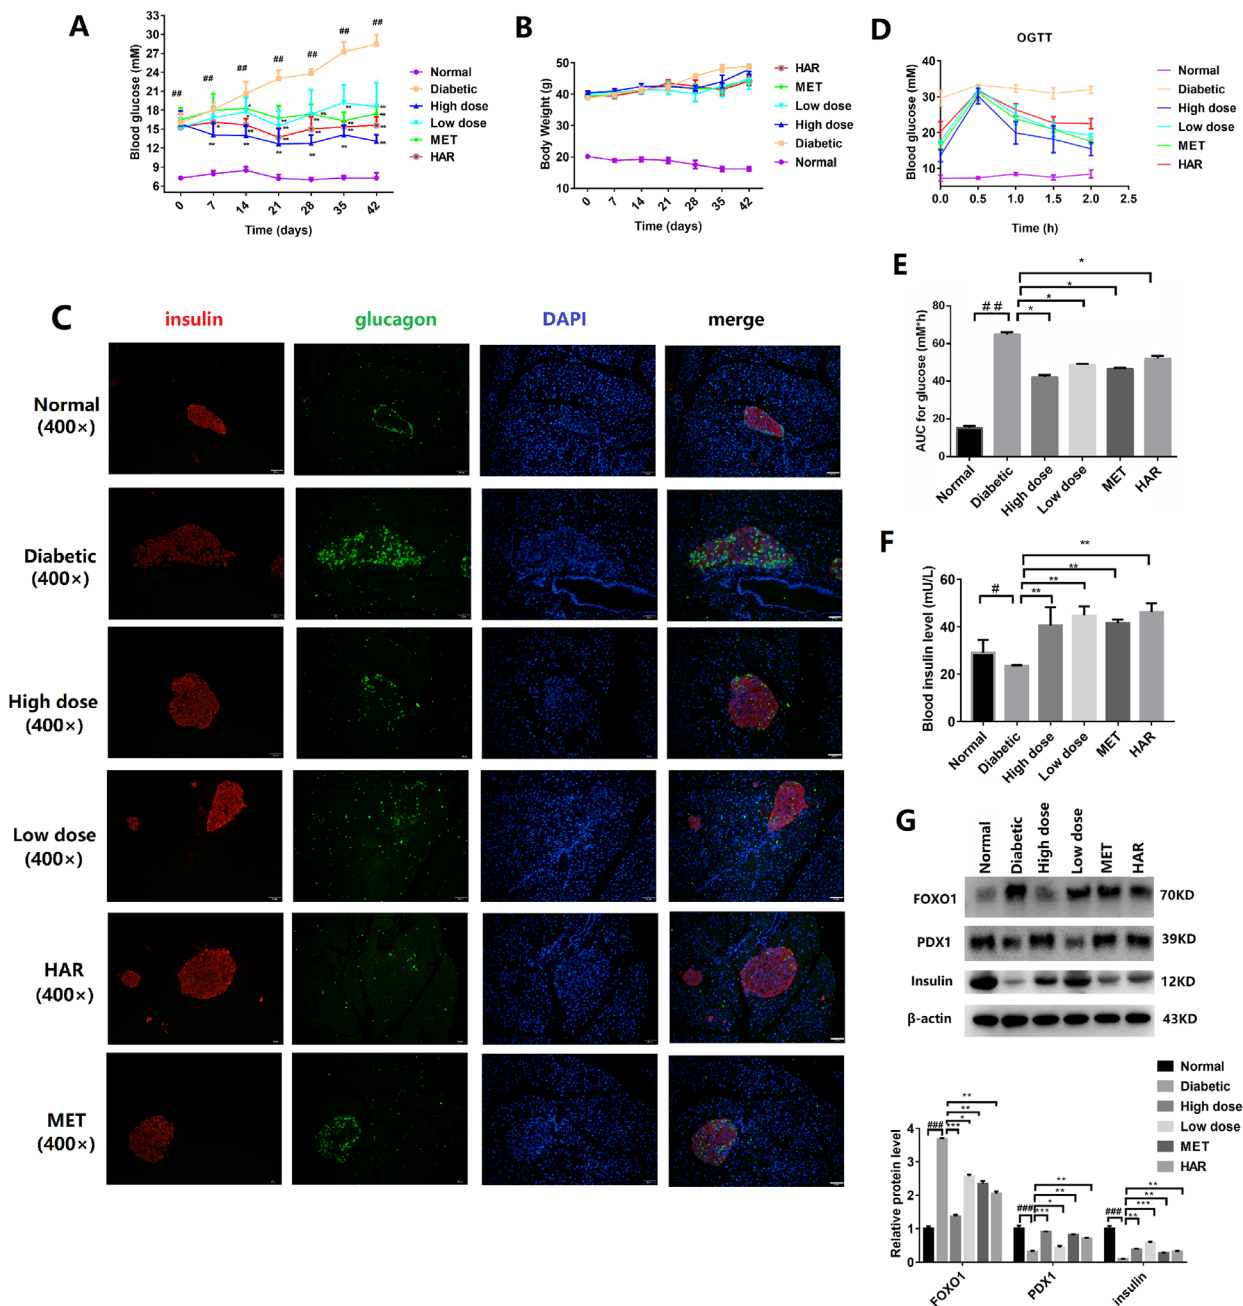 A
Blood glucose (mM)
33
30
27
24
21
18
15
12
9
6
##
##
##
##
##
##
##
0
7
14
21
28
35
42
Time (days)
Normal
Diabetic
High dose
Low dose
MET
HAR
B
Body Weight (g)
50
40
30
20
10
0
7
14
21
28
35
42
Time (days)
HAR
MET
Low dose
High dose
Diabetic
Normal
D
OGTT
Blood glucose (mM)
40
30
20
10
0.0
0.5
1.0
1.5
2.0
2.5
Time (h)
Normal
Diabetic
High dose
Low dose
MET
HAR
C
insulin
glucagon
DAPI
merge
Normal
(400×)
Diabetic
(400×)
High dose
(400×)
Low dose
(400×)
HAR
(400×)
MET
(400×)
E
AUC for glucose (mM*h)
80
60
40
20
0
# #
*
*
*
*
Normal
Diabetic
High dose
Low dose
MET
HAR
F
Blood insulin level (mU/L)
60
40
20
0
#
**
**
**
**
Normal
Diabetic
High dose
Low dose
MET
HAR
G
Normal
Diabetic
High dose
Low dose
MET
HAR
FOXO1
70KD
PDX1
39KD
Insulin
12KD
β-actin
43KD
Normal
Diabetic
High dose
Low dose
MET
HAR
Relative protein level
4
3
2
1
0
###
***
*
**
**
###
***
*
**
**
###
**
***
**
**
FOXO1
PDX1
insulin